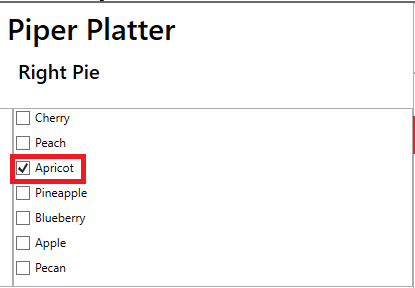 Piper Platter
Right Pie
Cherry
Peach
Apricot
Pineapple
Blueberry
Apple
Pecan